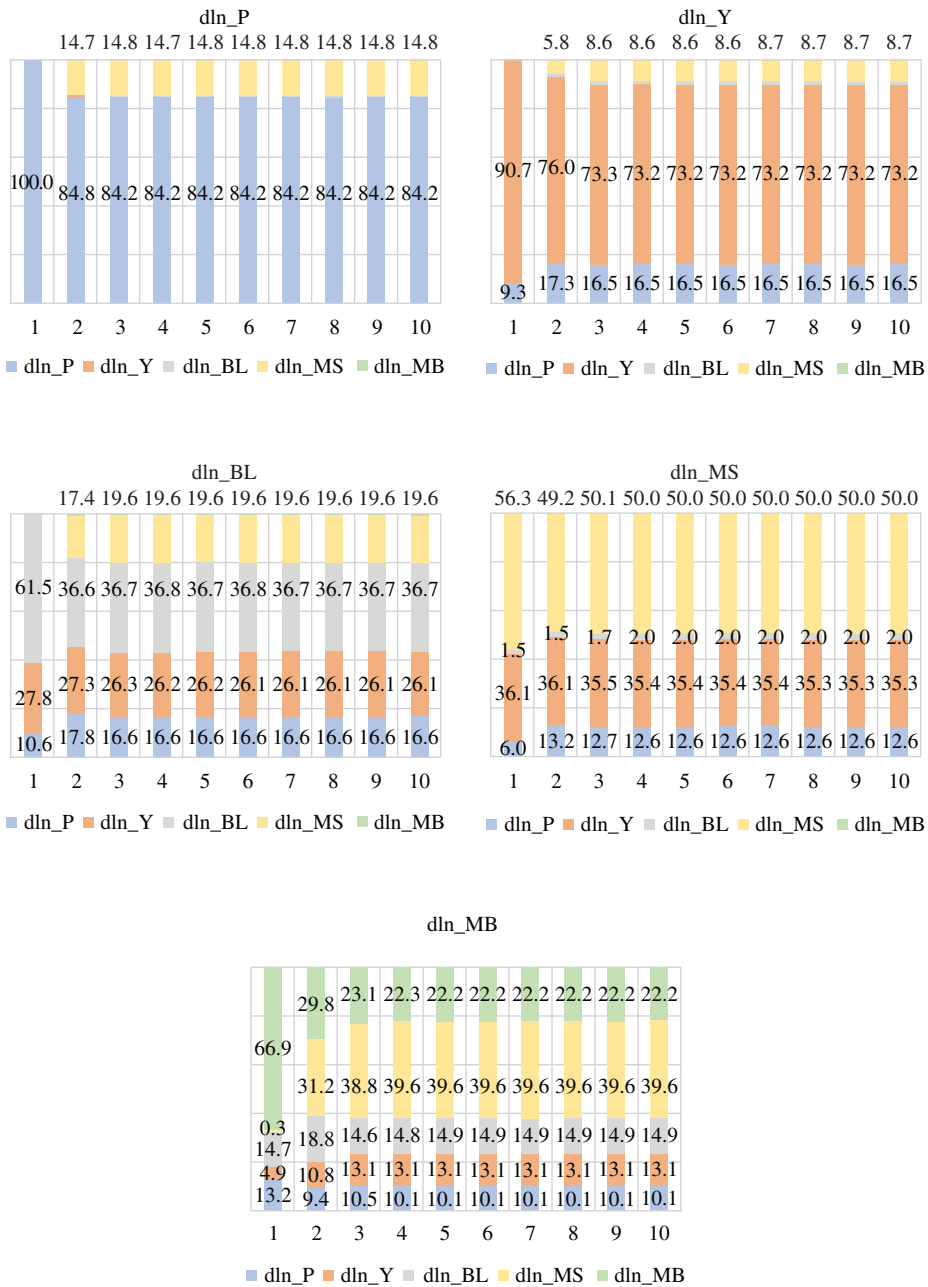 dln_P
14.7 14.8 14.7 14.8 14.8 14.8 14.8 14.8 14.8
100.0 84.8 84.2 84.2 84.2 84.2 84.2 84.2 84.2 84.2
1 2 3 4 5 6 7 8 9 10
dln_P dln_Y dln_BL dln_MS dln_MB
dln_Y
5.8 8.6 8.6 8.6 8.6 8.7 8.7 8.7 8.7
90.7 76.0 73.3 73.2 73.2 73.2 73.2 73.2 73.2 73.2
9.3 17.3 16.5 16.5 16.5 16.5 16.5 16.5 16.5 16.5
1 2 3 4 5 6 7 8 9 10
dln_P dln_Y dln_BL dln_MS dln_MB
dln_BL
17.4 19.6 19.6 19.6 19.6 19.6 19.6 19.6 19.6
61.5 36.6 36.7 36.8 36.7 36.8 36.7 36.7 36.7 36.7
27.8 27.3 26.3 26.2 26.2 26.1 26.1 26.1 26.1 26.1
10.6 17.8 16.6 16.6 16.6 16.6 16.6 16.6 16.6 16.6
1 2 3 4 5 6 7 8 9 10
dln_P dln_Y dln_BL dln_MS dln_MB
dln_MS
56.3 49.2 50.1 50.0 50.0 50.0 50.0 50.0 50.0 50.0
1.5 1.5 1.7 2.0 2.0 2.0 2.0 2.0 2.0 2.0
36.1 36.1 35.5 35.4 35.4 35.4 35.4 35.3 35.3 35.3
6.0 13.2 12.7 12.6 12.6 12.6 12.6 12.6 12.6 12.6
1 2 3 4 5 6 7 8 9 10
dln_P dln_Y dln_BL dln_MS dln_MB
dln_MB
66.9 29.8 23.1 22.3 22.2 22.2 22.2 22.2 22.2 22.2
0.3 31.2 38.8 39.6 39.6 39.6 39.6 39.6 39.6 39.6
14.7 18.8 14.6 14.8 14.9 14.9 14.9 14.9 14.9 14.9
4.9 10.8 13.1 13.1 13.1 13.1 13.1 13.1 13.1 13.1
13.2 9.4 10.5 10.1 10.1 10.1 10.1 10.1 10.1 10.1
1 2 3 4 5 6 7 8 9 10
dln_P dln_Y dln_BL dln_MS dln_MB